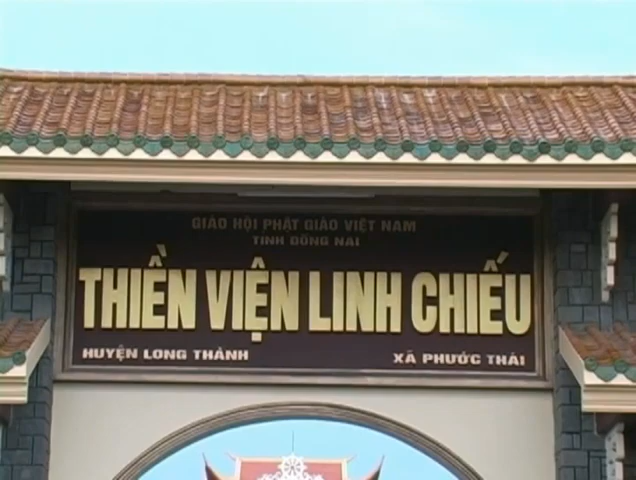 GIÁO HỘI PHẬT GIÁO VIỆT NAM
TỈNH ĐỒNG NAI
THIỀN VIỆN LINH CHIẾU
HUYỆN LONG THÀNH XÃ PHƯỚC THÁI